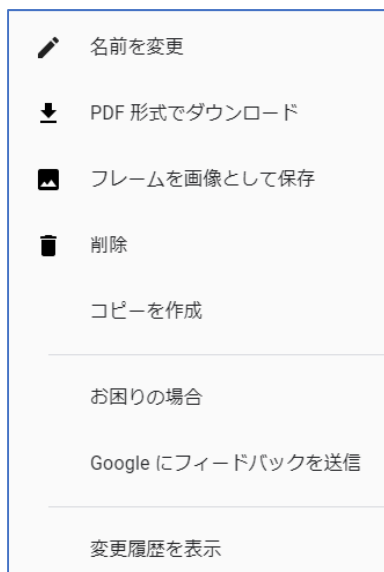 名前を変更
PDF 形式でダウンロード
フレームを画像として保存
削除
コピーを作成
お困りの場合
Google にフィードバックを送信
変更履歴を表示